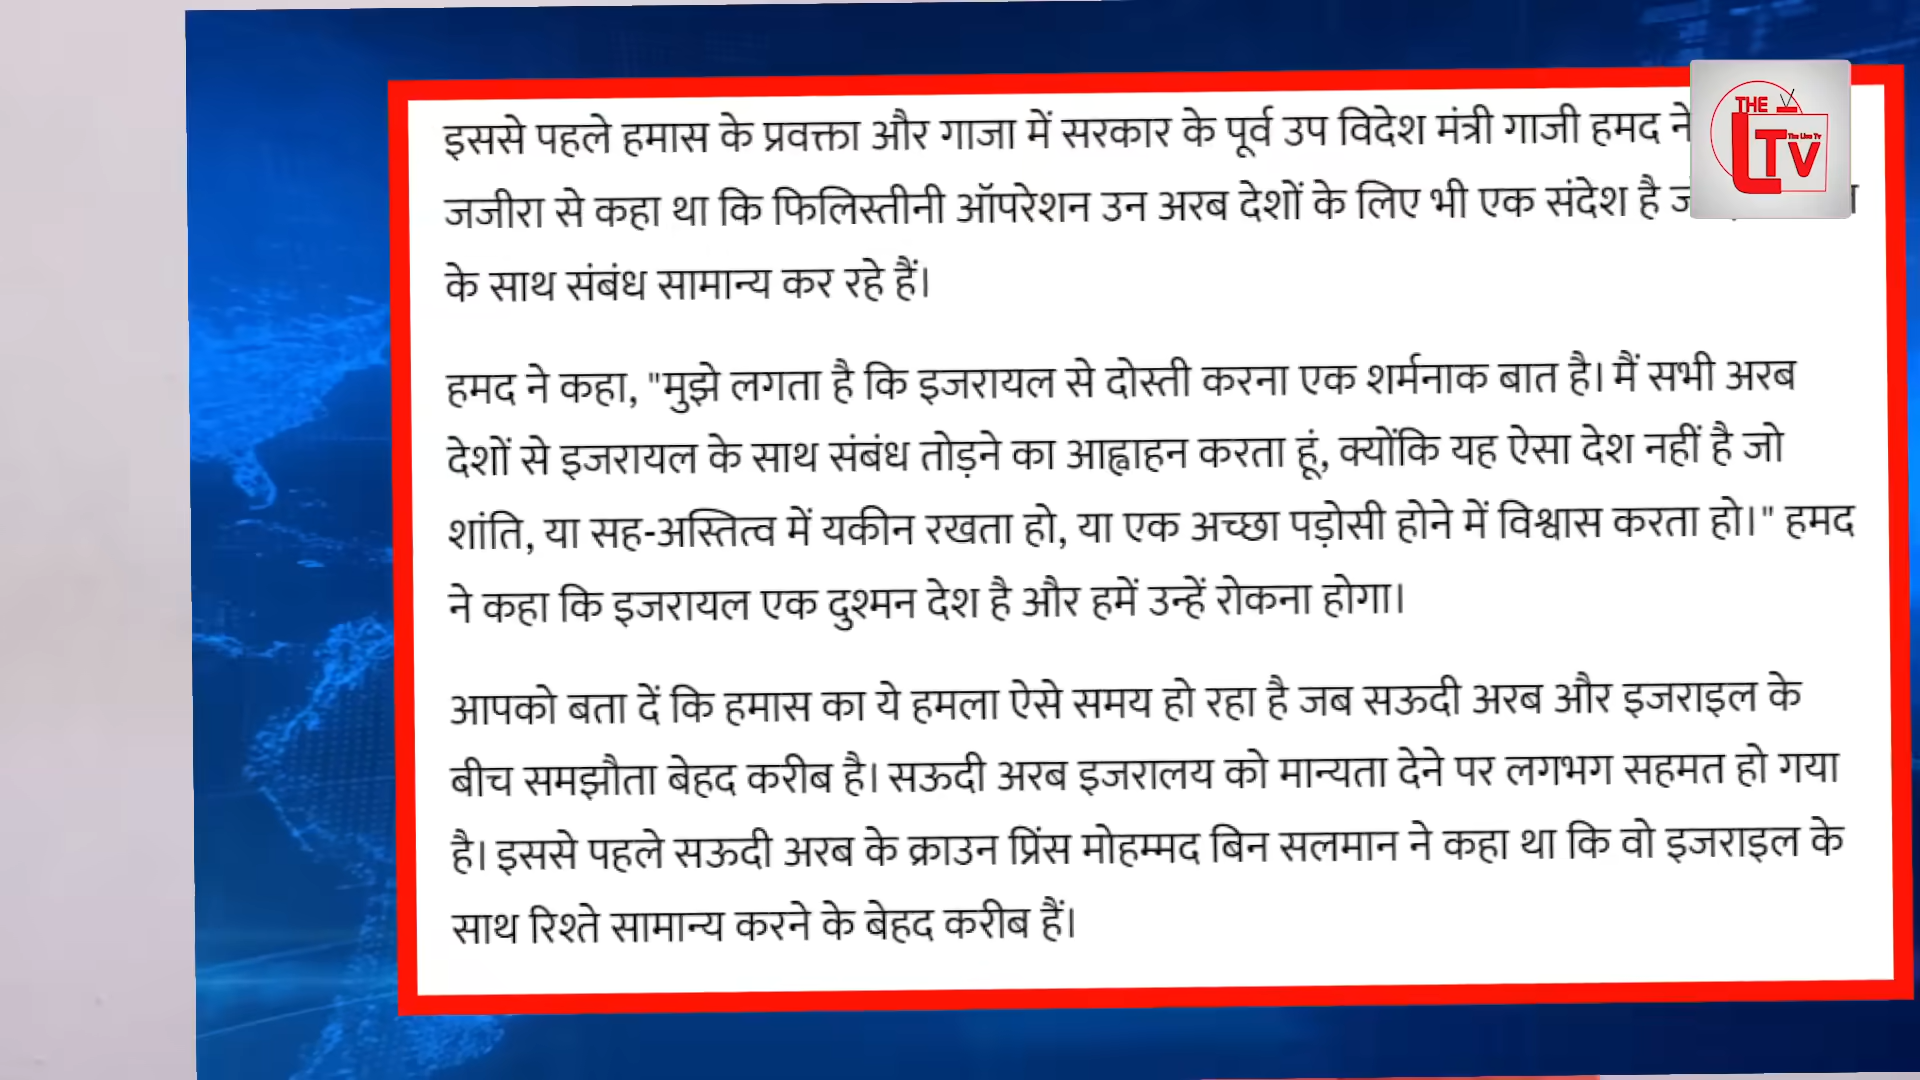 इससे पहले हमास के प्रवक्ता और गाजा में सरकार के पूर्व उप विदेश मंत्री गाजी हमद ने
जजीरा से कहा था कि फिलिस्तीनी ऑपरेशन उन अरब देशों के लिए भी एक संदेश है
के साथ संबंध सामान्य कर रहे हैं।
हमद ने कहा, "मुझे लगता है कि इजरायल से दोस्ती करना एक शर्मनाक बात है। मैं सभी अरब
देशों से इजरायल के साथ संबंध तोड़ने का आह्वाहन करता हूं, क्योंकि यह ऐसा देश नहीं है जो
शांति, या सह-अस्तित्व में यकीन रखता हो, या एक अच्छा पड़ोसी होने में विश्वास करता हो।" हमद
ने कहा कि इजरायल एक दुश्मन देश है और हमें उन्हें रोकना होगा।
आपको बता दें कि हमास का ये हमला ऐसे समय हो रहा है जब सऊदी अरब और इजराइल के
बीच समझौता बेहद करीब है। सऊदी अरब इजरालय को मान्यता देने पर लगभग सहमत हो गया
है। इससे पहले सऊदी अरब के क्राउन प्रिंस मोहम्मद बिन सलमान ने कहा था कि वो इजराइल के
साथ रिश्ते सामान्य करने के बेहद करीब हैं।
THE
LTV
The Live Tv